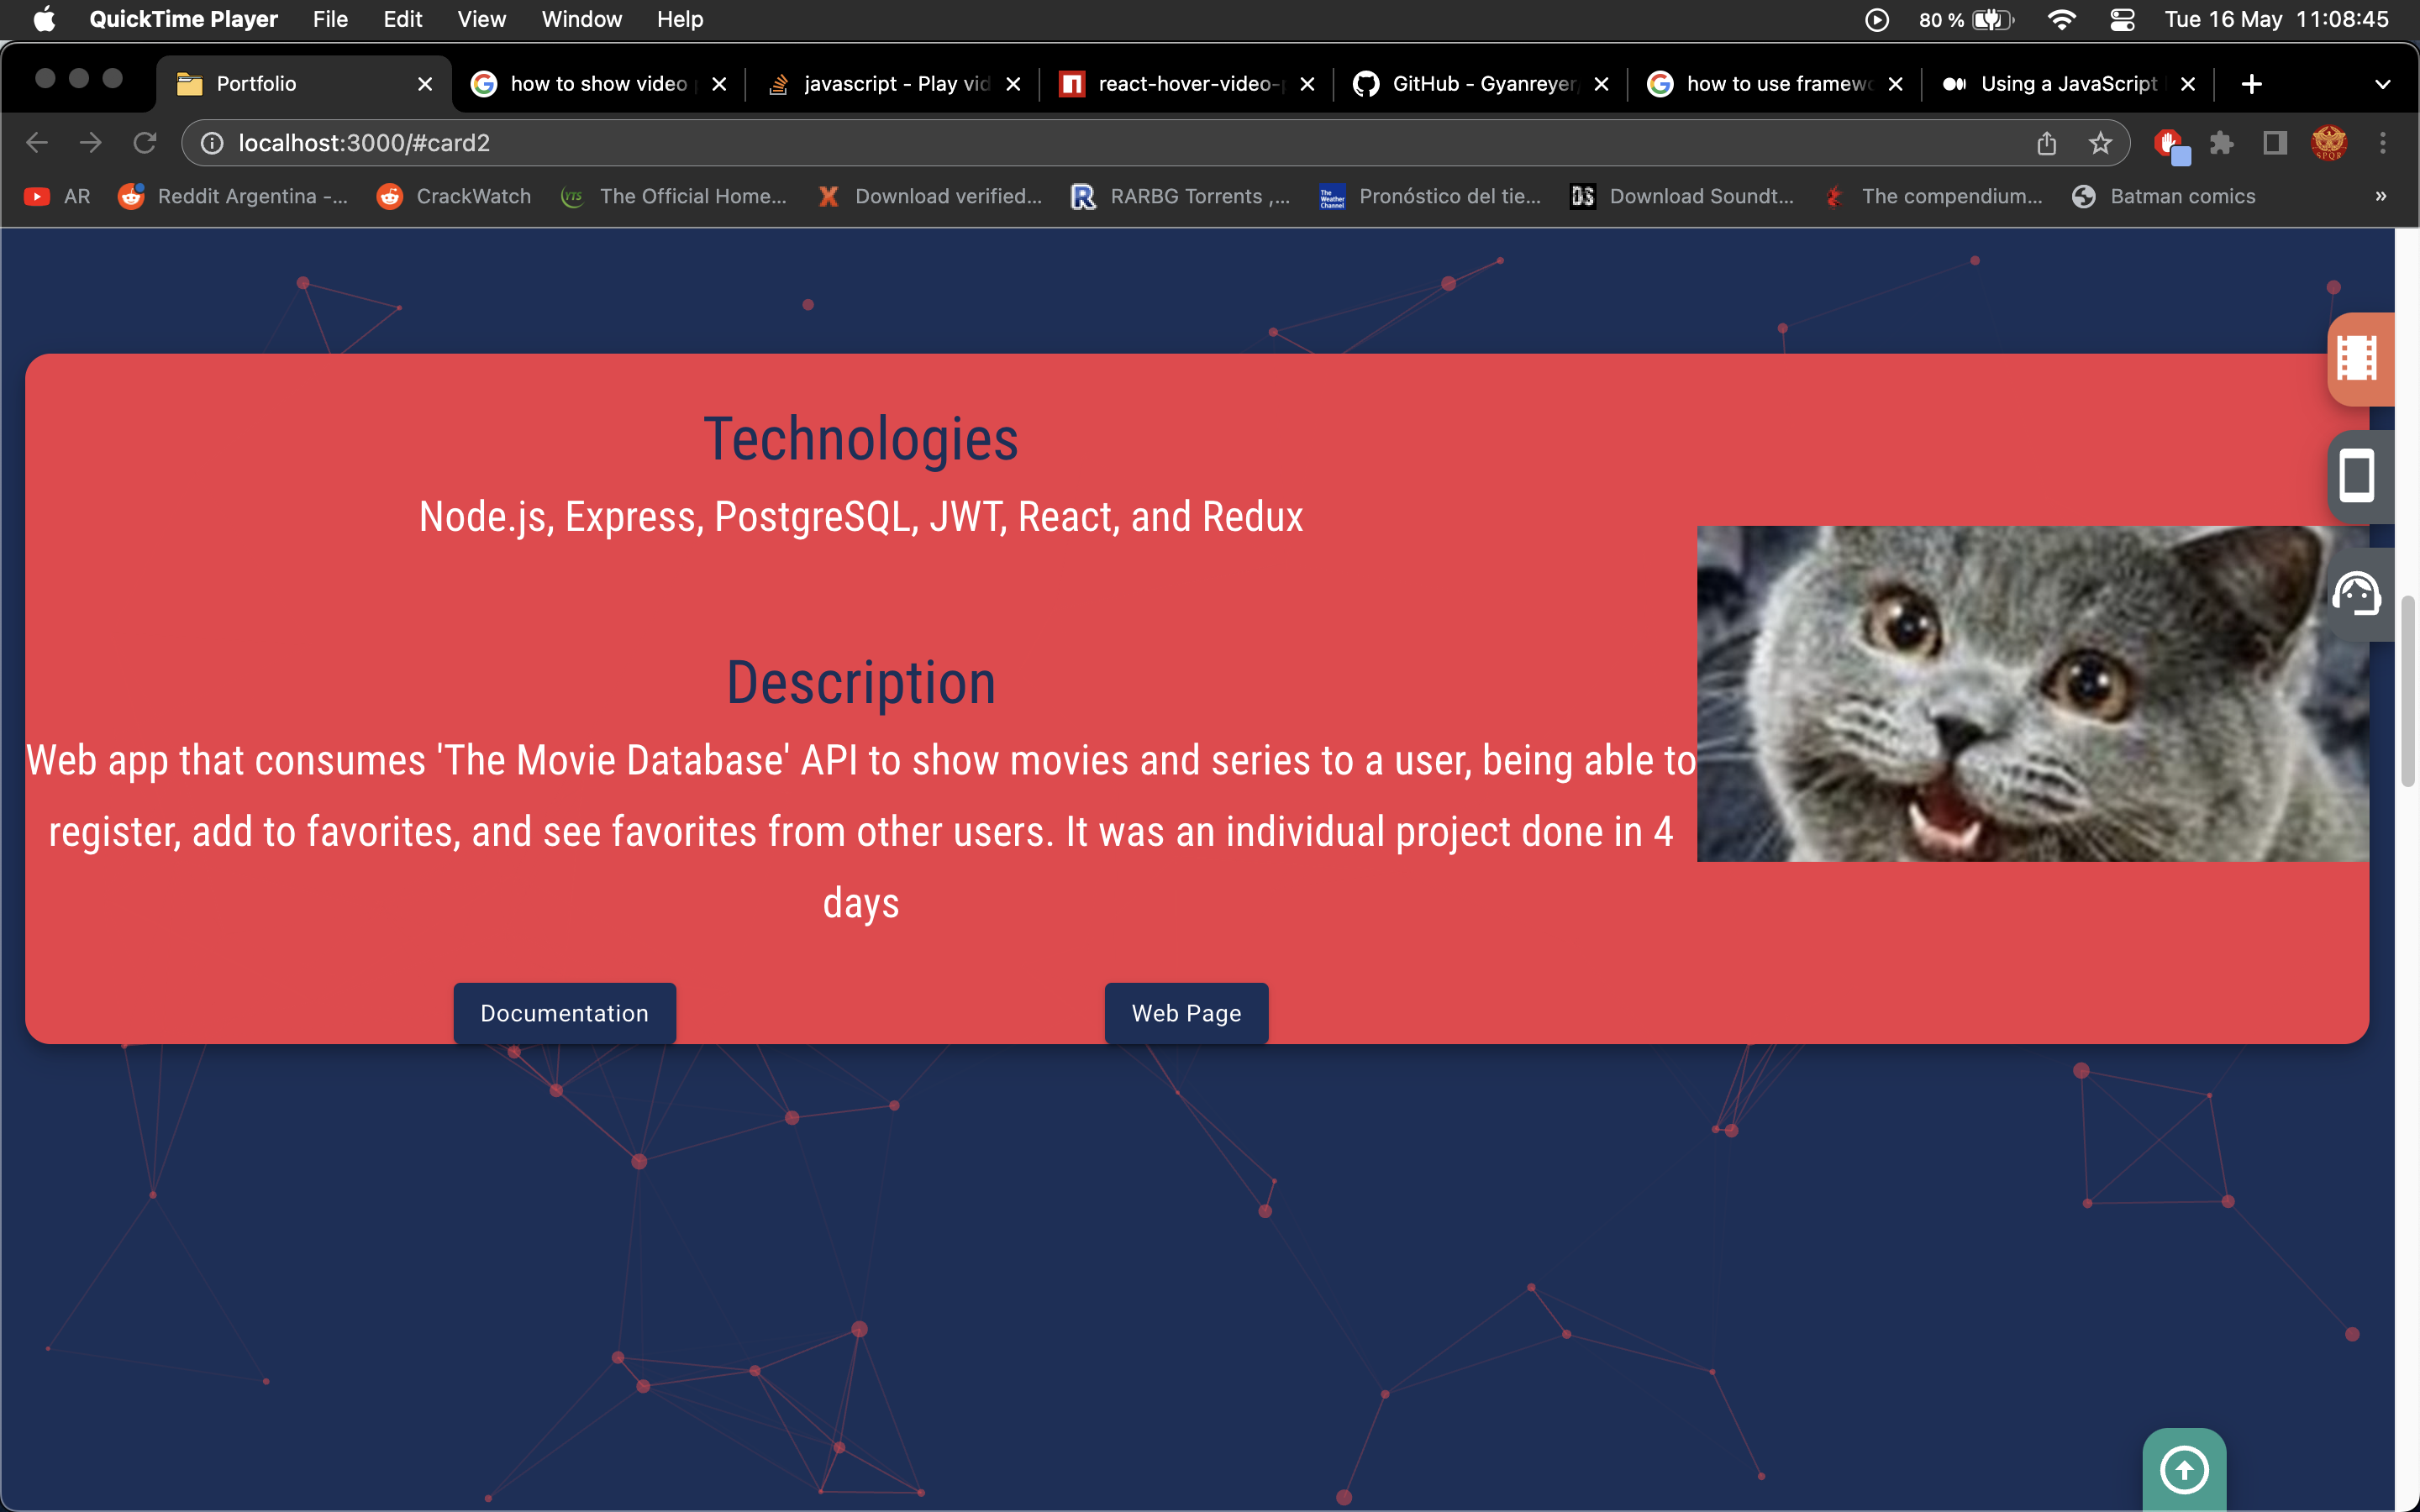 QuickTime Player File Edit View Window Help 80 % Tue 16 May 11:08:45
Portfolio how to show video javascript - Play vid react-hover-video- GitHub - Gyanreyer how to use framew Using a JavaScript
localhost:3000/#card2
AR Reddit Argentina -... CrackWatch YTS The Official Home... Download verified... RARBG Torrents ,... The Weather Channel Pronóstico del tie... DS Download Soundt... The compendium... Batman comics »
Technologies
Node.js, Express, PostgreSQL, JWT, React, and Redux
Description
Web app that consumes 'The Movie Database' API to show movies and series to a user, being able to
register, add to favorites, and see favorites from other users. It was an individual project done in 4
days
Documentation Web Page